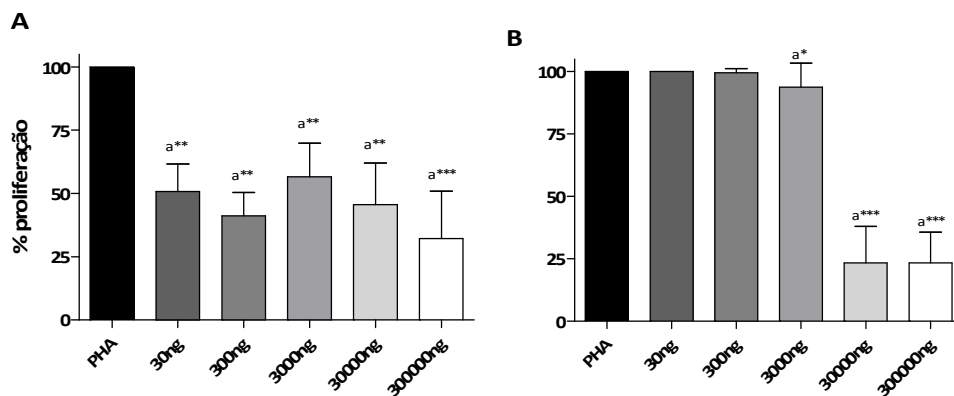 A
% proliferação
100
75
50
25
0
a**
a**
a**
a**
a***
PHA
30ng
300ng
3000ng
30000ng
300000ng
B
100
75
50
25
0
a*
a***
a***
PHA
30ng
300ng
3000ng
30000ng
300000ng